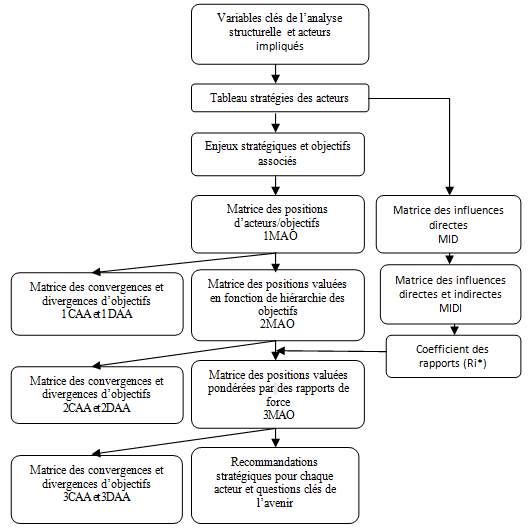 Variables clés de l'analyse
structurelle et acteurs
impliqués
Tableau stratégies des acteurs
Enjeux stratégiques et objectifs
associés
Matrice des positions
d'acteurs/objectifs
1MAO
Matrice des influences
directes
MID
Matrice des convergences et
divergences d'objectifs
1CAA et 1DAA
Matrice des positions valuées
en fonction de hiérarchie des
objectifs
2MAO
Matrice des influences
directes et indirectes
MIDI
Coefficient des
rapports (Ri*)
Matrice des convergences et
divergences d'objectifs
2CAA et 2DAA
Matrice des positions valuées
pondérées par des rapports de
force
3MAO
Matrice des convergences et
divergences d'objectifs
3CAA et 3DAA
Recommandations
stratégiques pour chaque
acteur et questions clés de
l'avenir